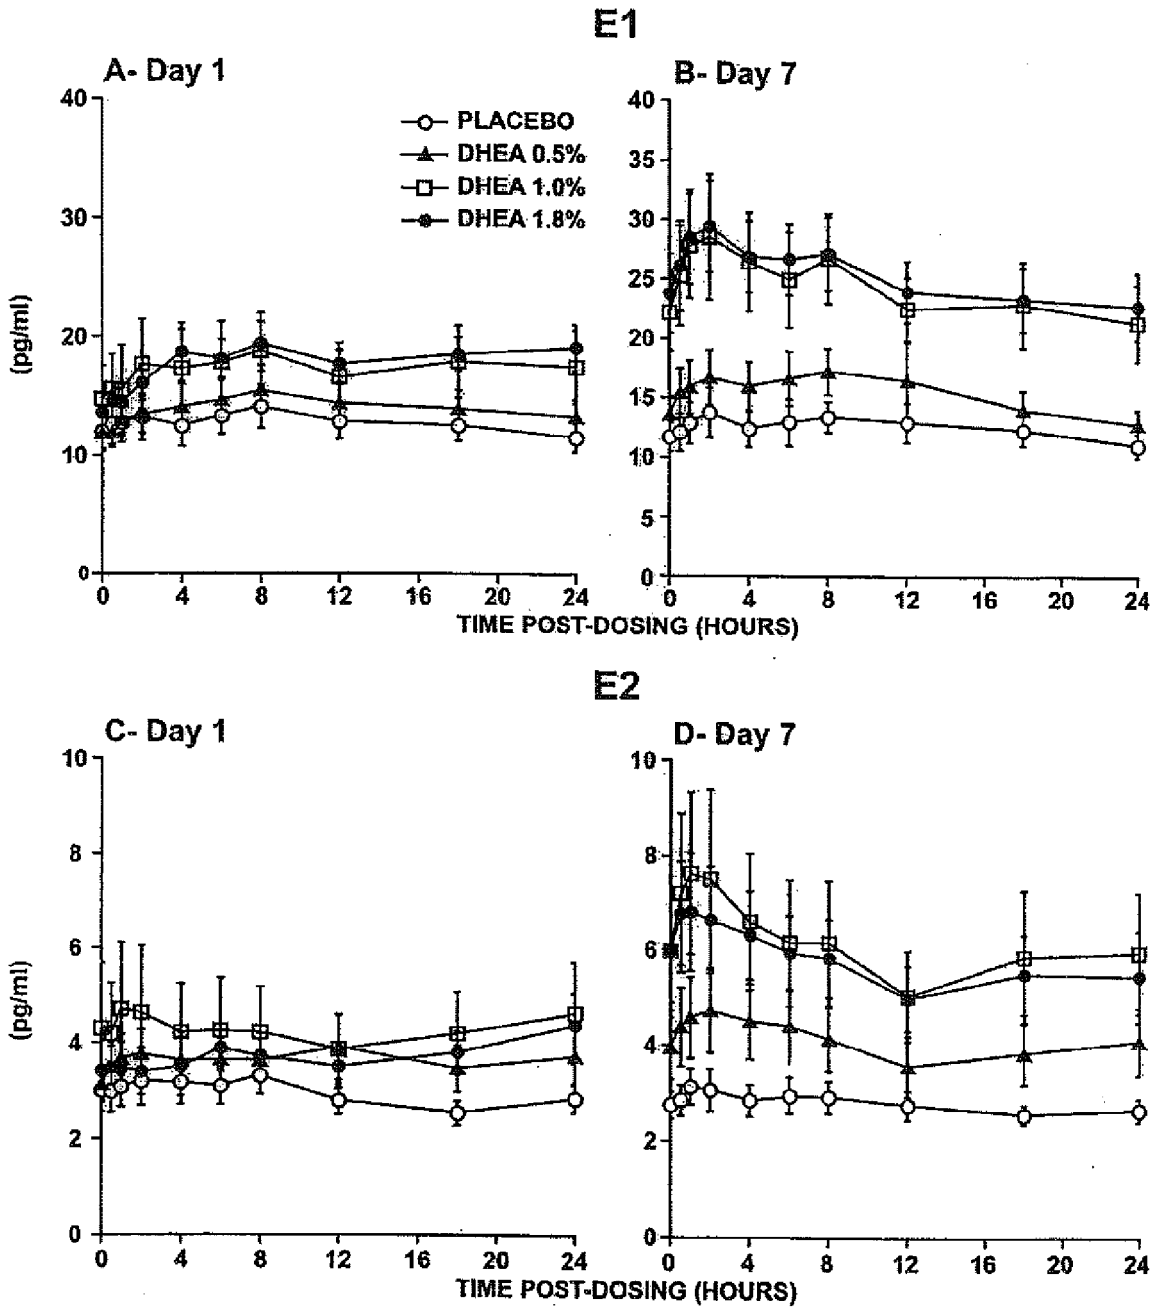 E1
A- Day 1
B- Day 7
PLACEBO
DHEA 0.5%
DHEA 1.0%
DHEA 1.8%
40
30
20
10
0
(pg/ml)
0 4 8 12 16 20 24
40
35
30
25
20
15
10
5
0
0 4 8 12 16 20 24
TIME POST-DOSING (HOURS)
E2
C- Day 1
D- Day 7
10
8
6
4
2
0
(pg/ml)
0 4 8 12 16 20 24
10
8
6
4
2
0
0 4 8 12 16 20 24
TIME POST-DOSING (HOURS)